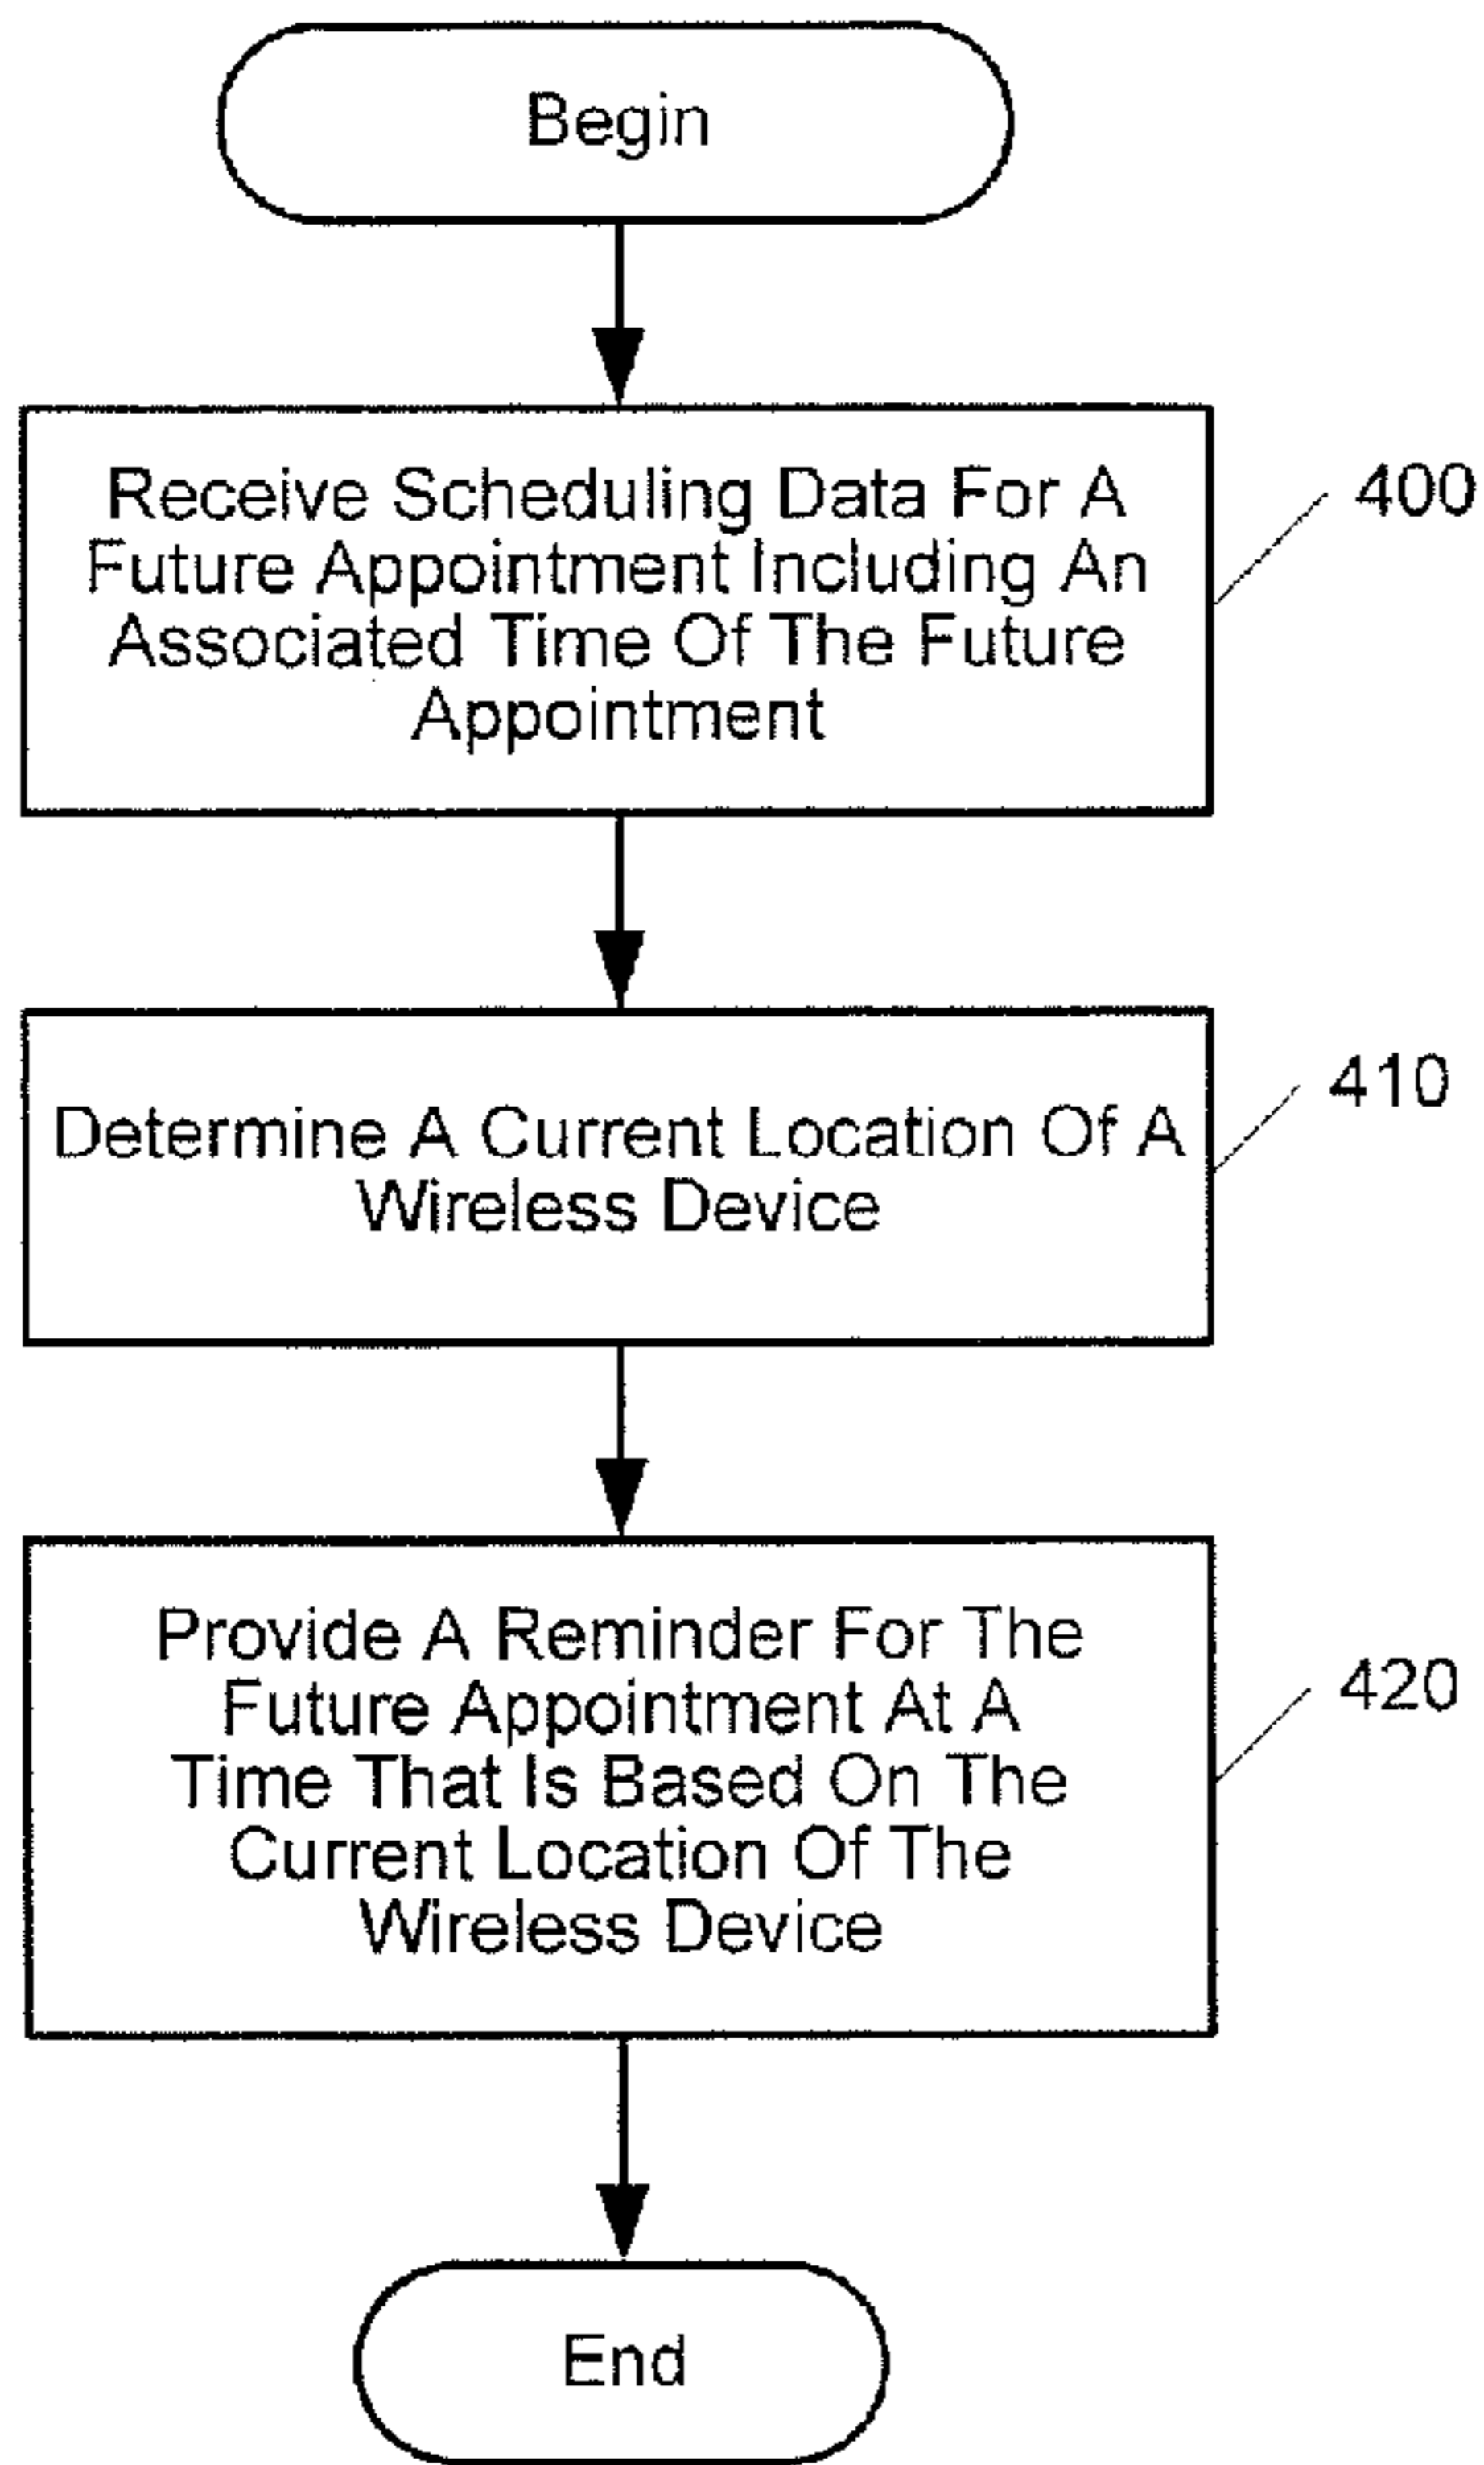 Begin
Receive Scheduling Data For A
Future Appointment Including An
Associated Time Of The Future
Appointment
400
Determine A Current Location Of A
Wireless Device
410
Provide A Reminder For The
Future Appointment At A
Time That Is Based On The
Current Location Of The
Wireless Device
420
End